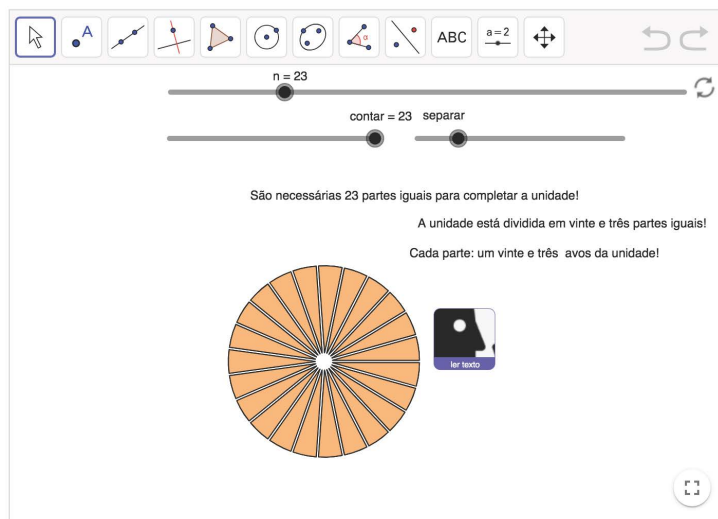 A
α
ABC
a=2
n = 23
contar = 23 separar
São necessárias 23 partes iguais para completar a unidade!
A unidade está dividida em vinte e três partes iguais!
Cada parte: um vinte e três  avos da unidade!
ler texto